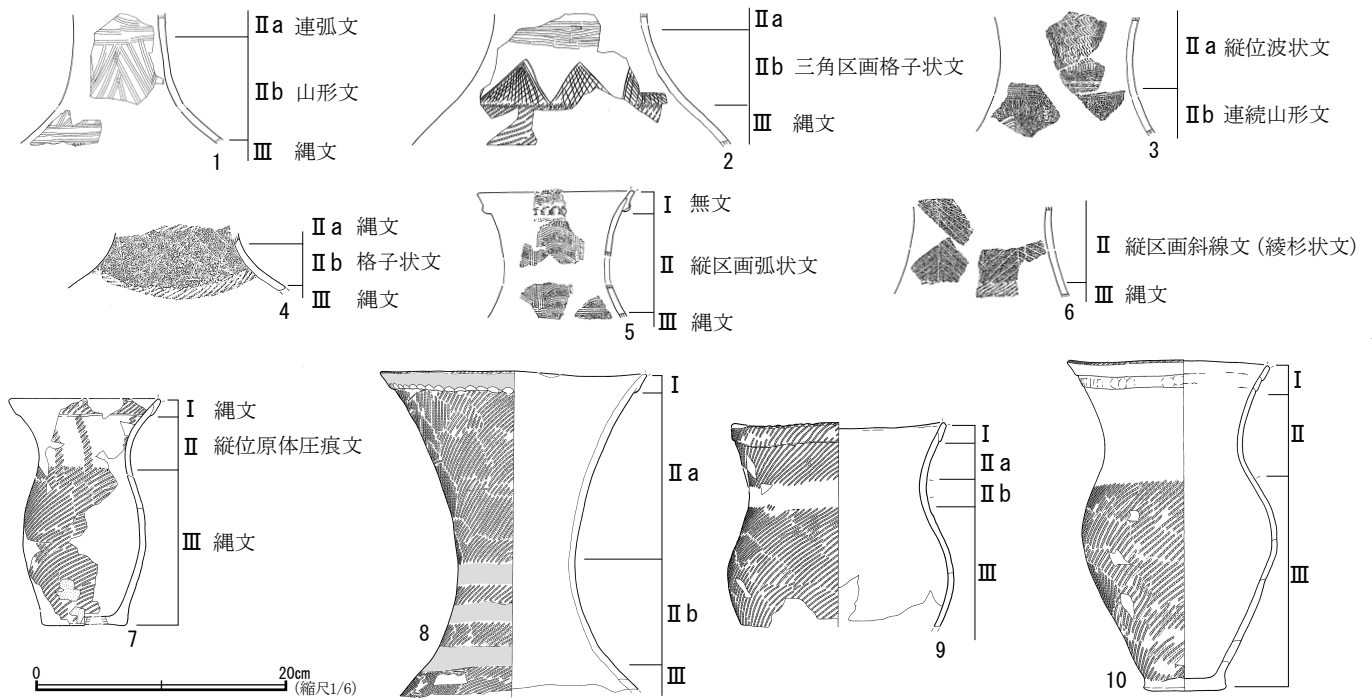 Ⅱa 連弧文
Ⅱb 山形文
Ⅲ 縄文
1
Ⅱa
Ⅱb 三角区画格子状文
Ⅲ 縄文
2
Ⅱa 縦位波状文
Ⅱb 連続山形文
3
Ⅱa 縄文
Ⅱb 格子状文
Ⅲ 縄文
4
Ⅰ 無文
Ⅱ 縦区画弧状文
Ⅲ 縄文
5
Ⅱ 縦区画斜線文(綾杉状文)
Ⅲ 縄文
6
Ⅰ 縄文
Ⅱ 縦位原体圧痕文
Ⅲ 縄文
7
Ⅰ
Ⅱa
Ⅱb
Ⅲ
8
Ⅰ
Ⅱa
Ⅱb
Ⅲ
9
Ⅰ
Ⅱ
Ⅲ
10
0 20cm
(縮尺1/6)